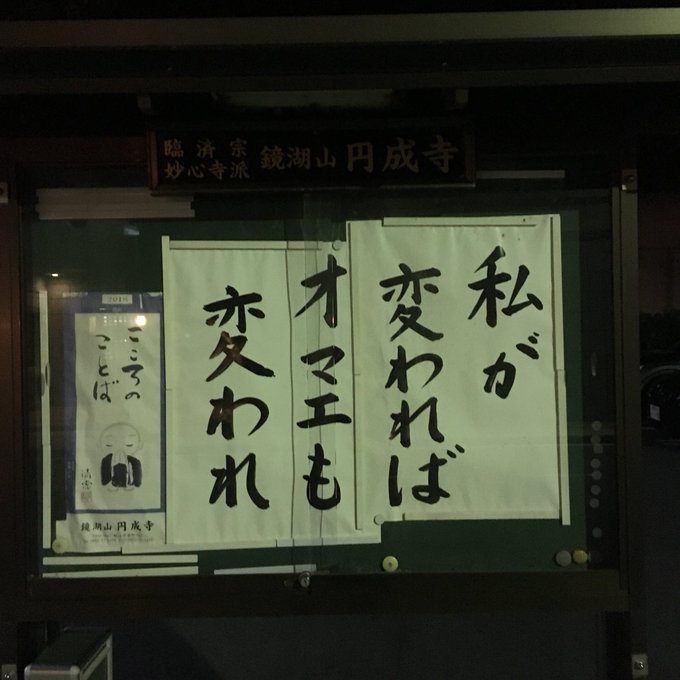 臨済宗
妙心寺派
鏡湖山 円成寺
私が
変われば
オマエも
変われ
2018
こころの
ことば
鏡湖山 円成寺